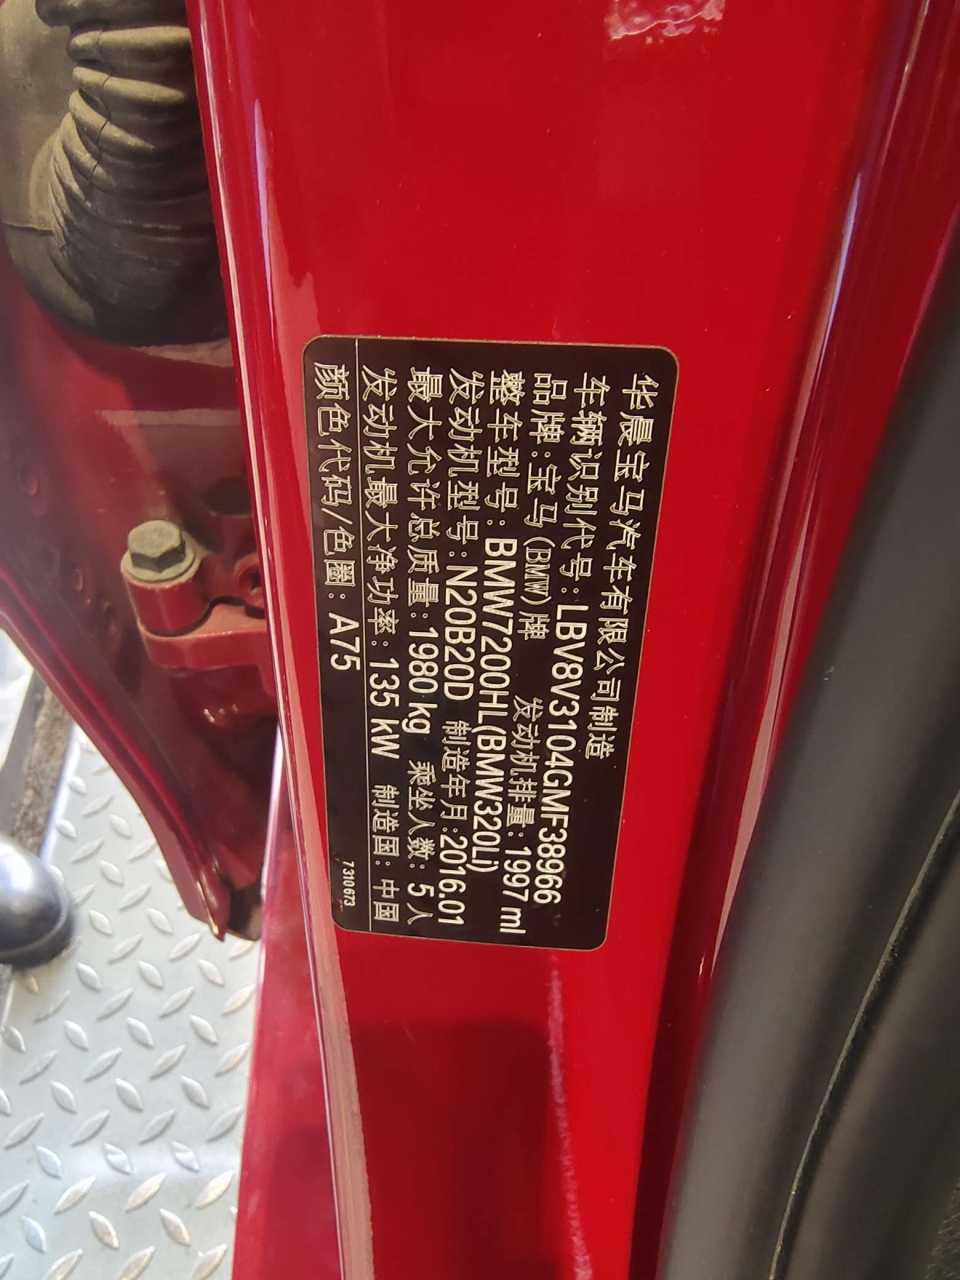 华晨宝马汽车有限公司制造
车辆识别代号:LBV8V3104GMF38966
品牌:宝马(BMW)牌 发动机排量:1997 ml
整车型号:BMW7200HL(BMW320Li)
发动机型号:N20B20D 制造年月:2016.01
最大允许总质量:1980 kg 乘坐人数:5人
发动机最大净功率:135 kW 制造国:中国
颜色代码/色圈:A75
7310673